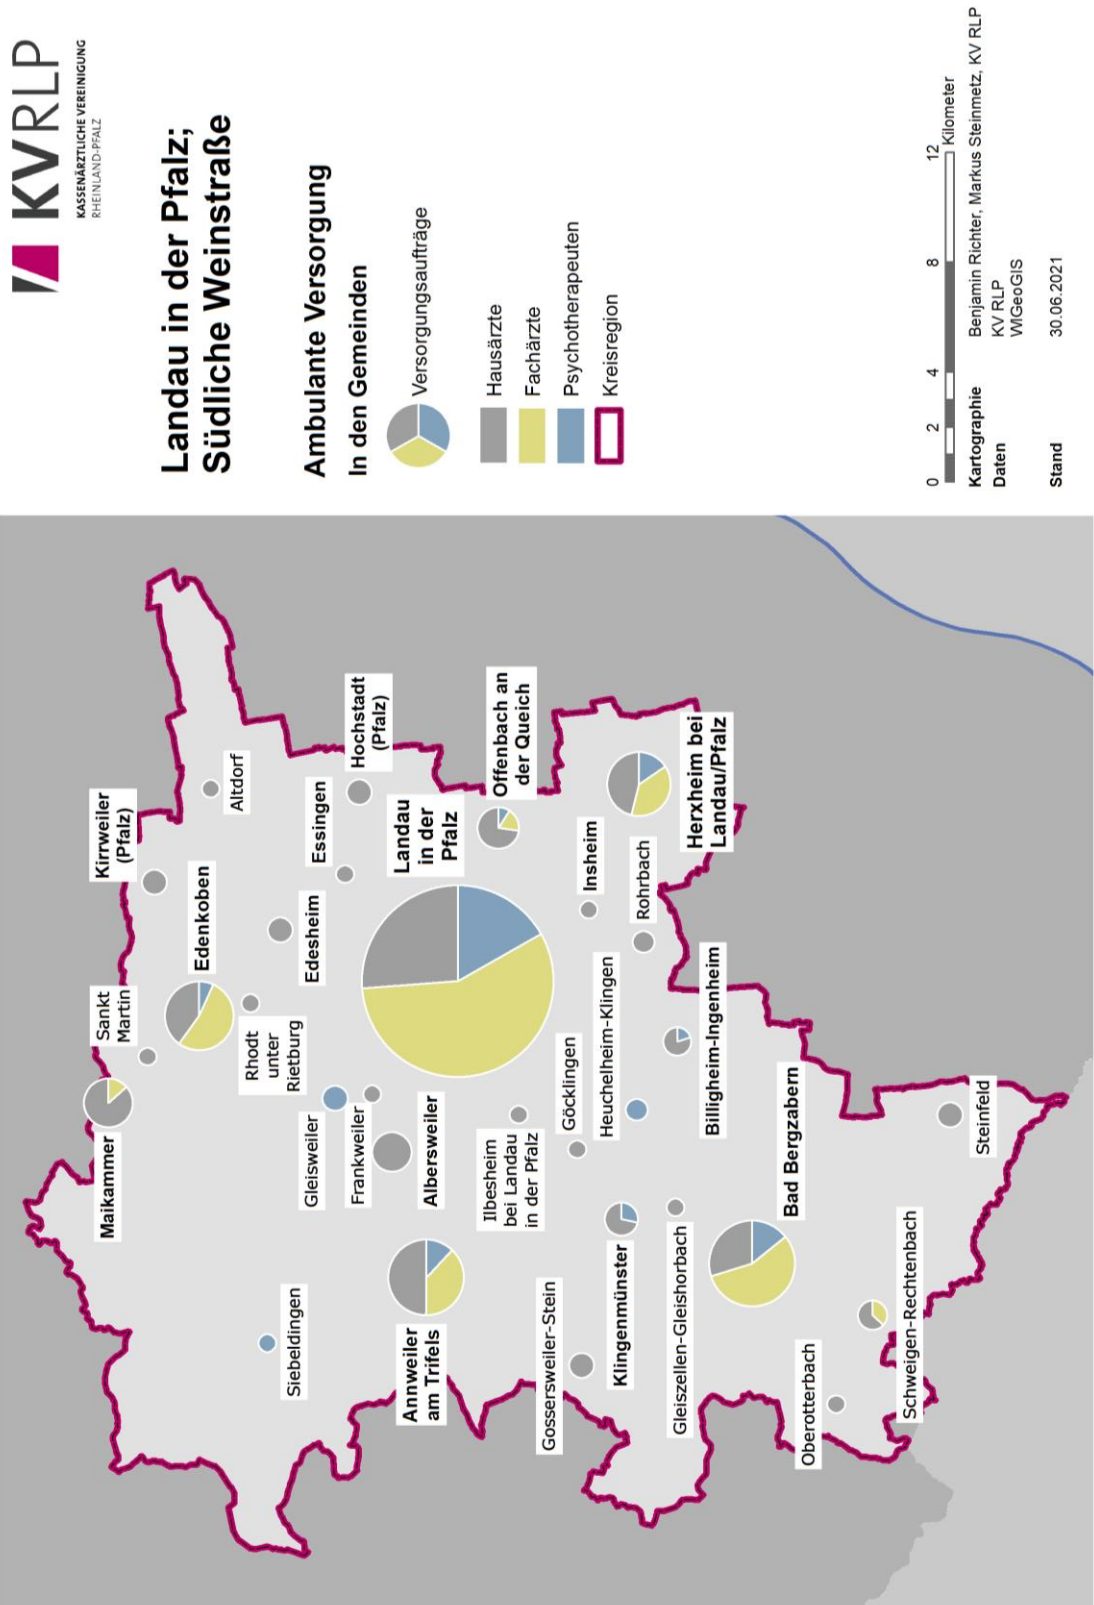 KVRLP
KASSENÄRZTLICHE VEREINIGUNG
RHEINLAND-PFALZ
Landau in der Pfalz;
Südliche Weinstraße
Ambulante Versorgung
In den Gemeinden
Versorgungsaufträge
Hausärzte
Fachärzte
Psychotherapeuten
Kreisregion
0 2 4 8 12
Kilometer
Kartographie Benjamin Richter, Markus Steinmetz, KV RLP
Daten KV RLP
WIGeoGIS
Stand 30.06.2021
Maikammer
Sankt
Martin
Kirrweiler
(Pfalz)
Edenkoben
Altdorf
Rhodt
unter
Rietburg
Edesheim
Essingen
Hochstadt
(Pfalz)
Siebeldingen
Gleisweiler
Frankweiler
Albersweiler
Landau
in der
Pfalz
Offenbach an
der Queich
Annweiler
am Trifels
Ilbesheim
bei Landau
in der Pfalz
Göcklingen
Insheim
Gossersweiler-Stein
Heuchelheim-Klingen
Rohrbach
Herxheim bei
Landau/Pfalz
Klingenmünster
Gleiszellen-Gleishorbach
Billigheim-Ingenheim
Bad Bergzabern
Oberotterbach
Schweigen-Rechtenbach
Steinfeld